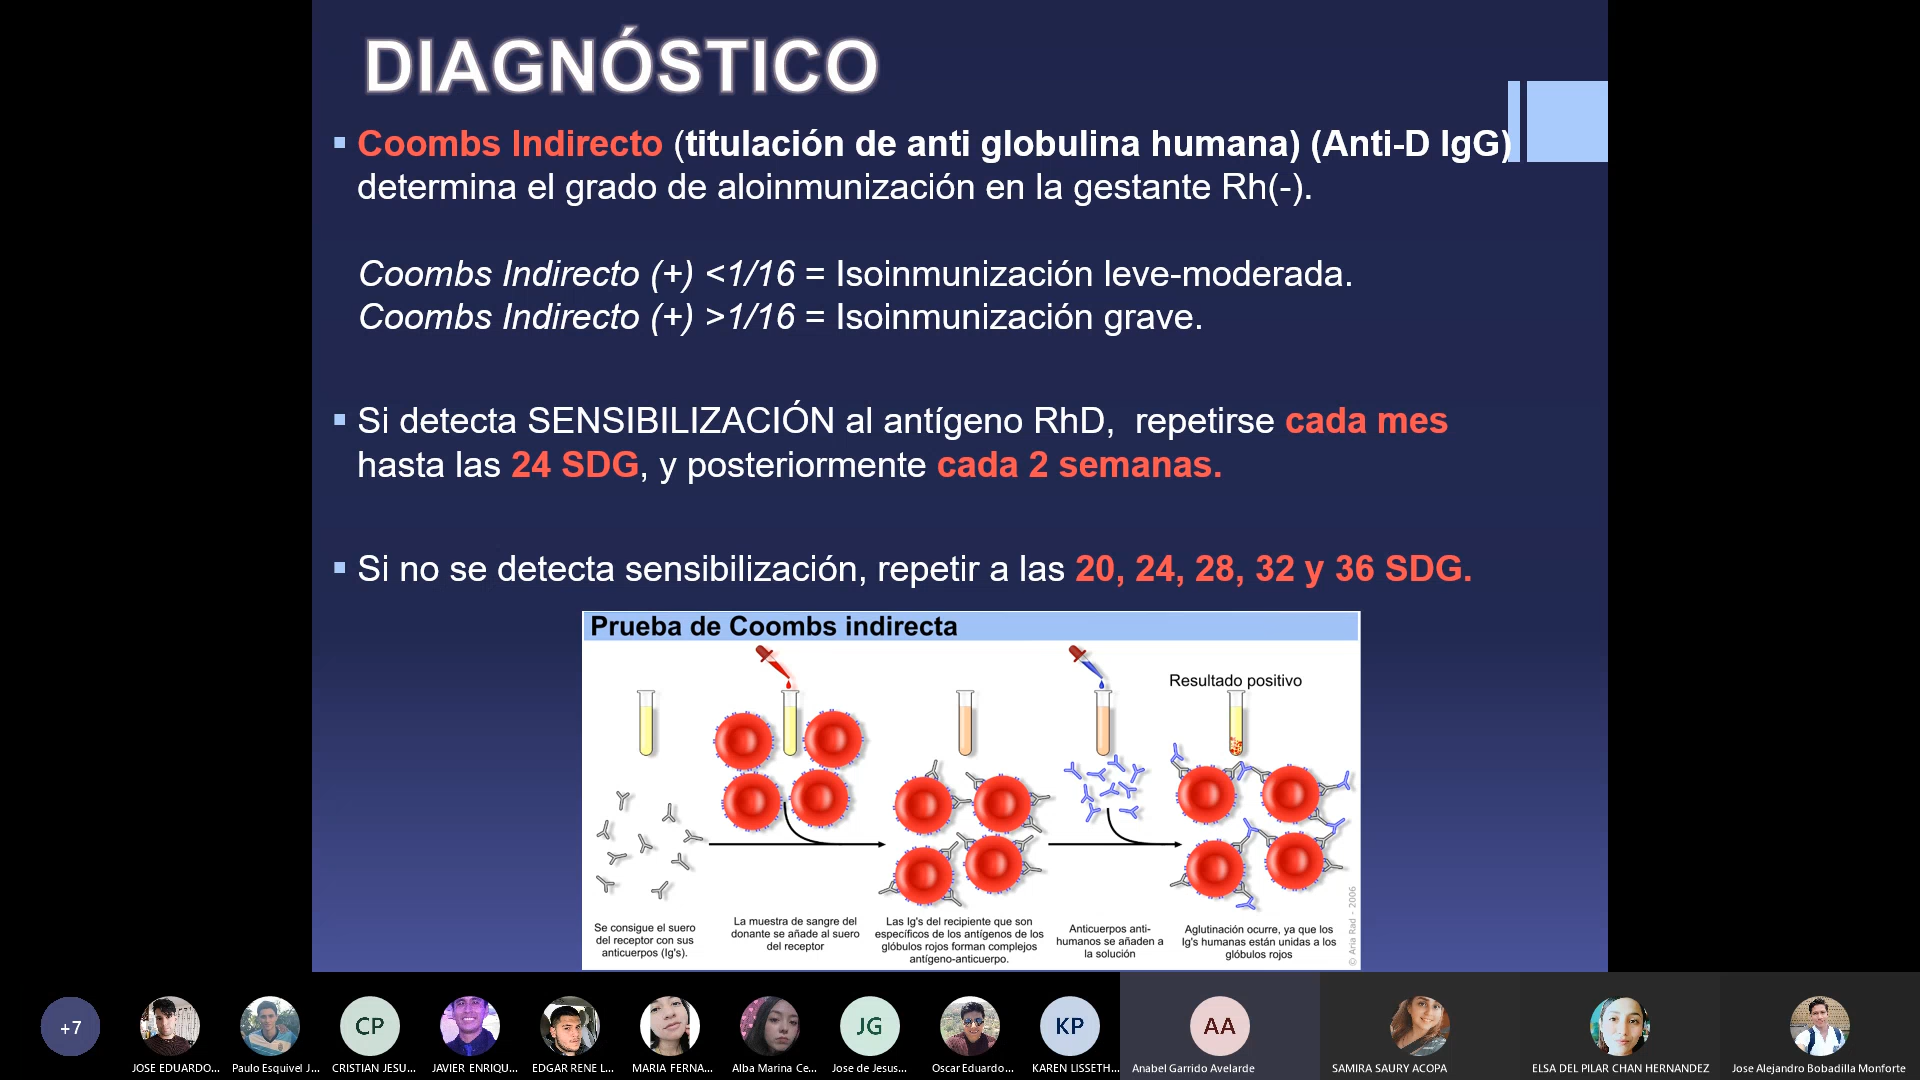 DIAGNÓSTICO
Coombs Indirecto (titulación de anti globulina humana) (Anti-D IgG)
determina el grado de aloinmunización en la gestante Rh(-).
Coombs Indirecto (+) <1/16 = Isoinmunización leve-moderada.
Coombs Indirecto (+) >1/16 = Isoinmunización grave.
Si detecta SENSIBILIZACIÓN al antígeno RhD, repetirse cada mes
hasta las 24 SDG, y posteriormente cada 2 semanas.
Si no se detecta sensibilización, repetir a las 20, 24, 28, 32 y 36 SDG.
Prueba de Coombs indirecta
Resultado positivo
Se consigue el suero
del receptor con sus
anticuerpos (Ig's).
La muestra de sangre del
donante se añade al suero
del receptor
Las Ig's del recipiente que son
específicos de los antígenos de los
glóbulos rojos forman complejos
antígeno-anticuerpo.
Anticuerpos anti-
humanos se añaden a
la solución
Aglutinación ocurre, ya que los
Ig's humanas están unidas a los
glóbulos rojos
© Aria Rad - 2006
+7
CP
JG
KP
AA
JOSE EDUARDO...
Paulo Esquivel J...
CRISTIAN JESU...
JAVIER ENRIQU...
EDGAR RENE L...
MARIA FERNA...
Alba Marina Ce...
Jose de Jesus...
Oscar Eduardo...
KAREN LISSETH...
Anabel Garrido Avelarde
SAMIRA SAURY ACOPA
ELSA DEL PILAR CHAN HERNANDEZ
Jose Alejandro Bobadilla Monforte